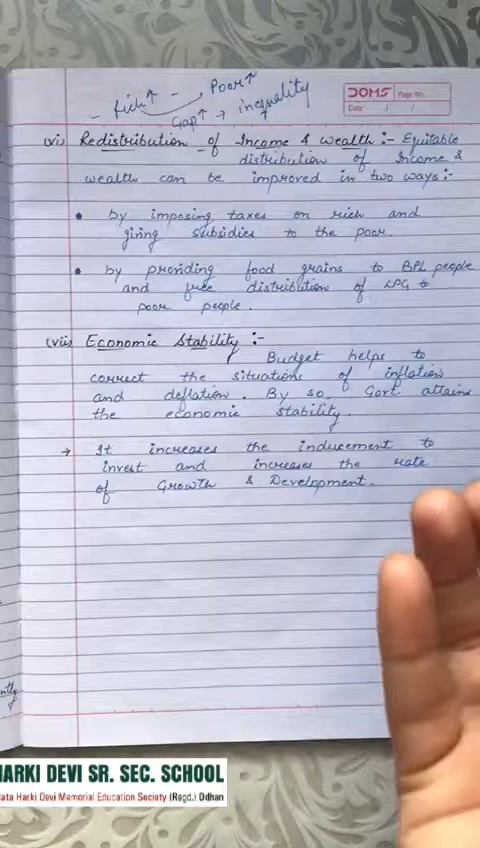 - Rich↑ - Poor↑
Gap↑ → inequality
DOMS Page No.
Date / /
(vi) Redistribution of Income & Wealth :- Equitable
distribution of Income &
wealth can be improved in two ways :-
• by imposing taxes on rich and
giving subsidies to the poor.
• by providing food grains to BPL people
and free distribution of LPG to
poor people.
(vii) Economic Stability :-
Budget helps to
correct the situations of inflation
and deflation. By so Govt attains
the economic stability.
→ It increases the inducement to
invest and increases the rate
of Growth & Development.
HARKI DEVI SR. SEC. SCHOOL
Mata Harki Devi Memorial Education Society (Regd.) Odhan